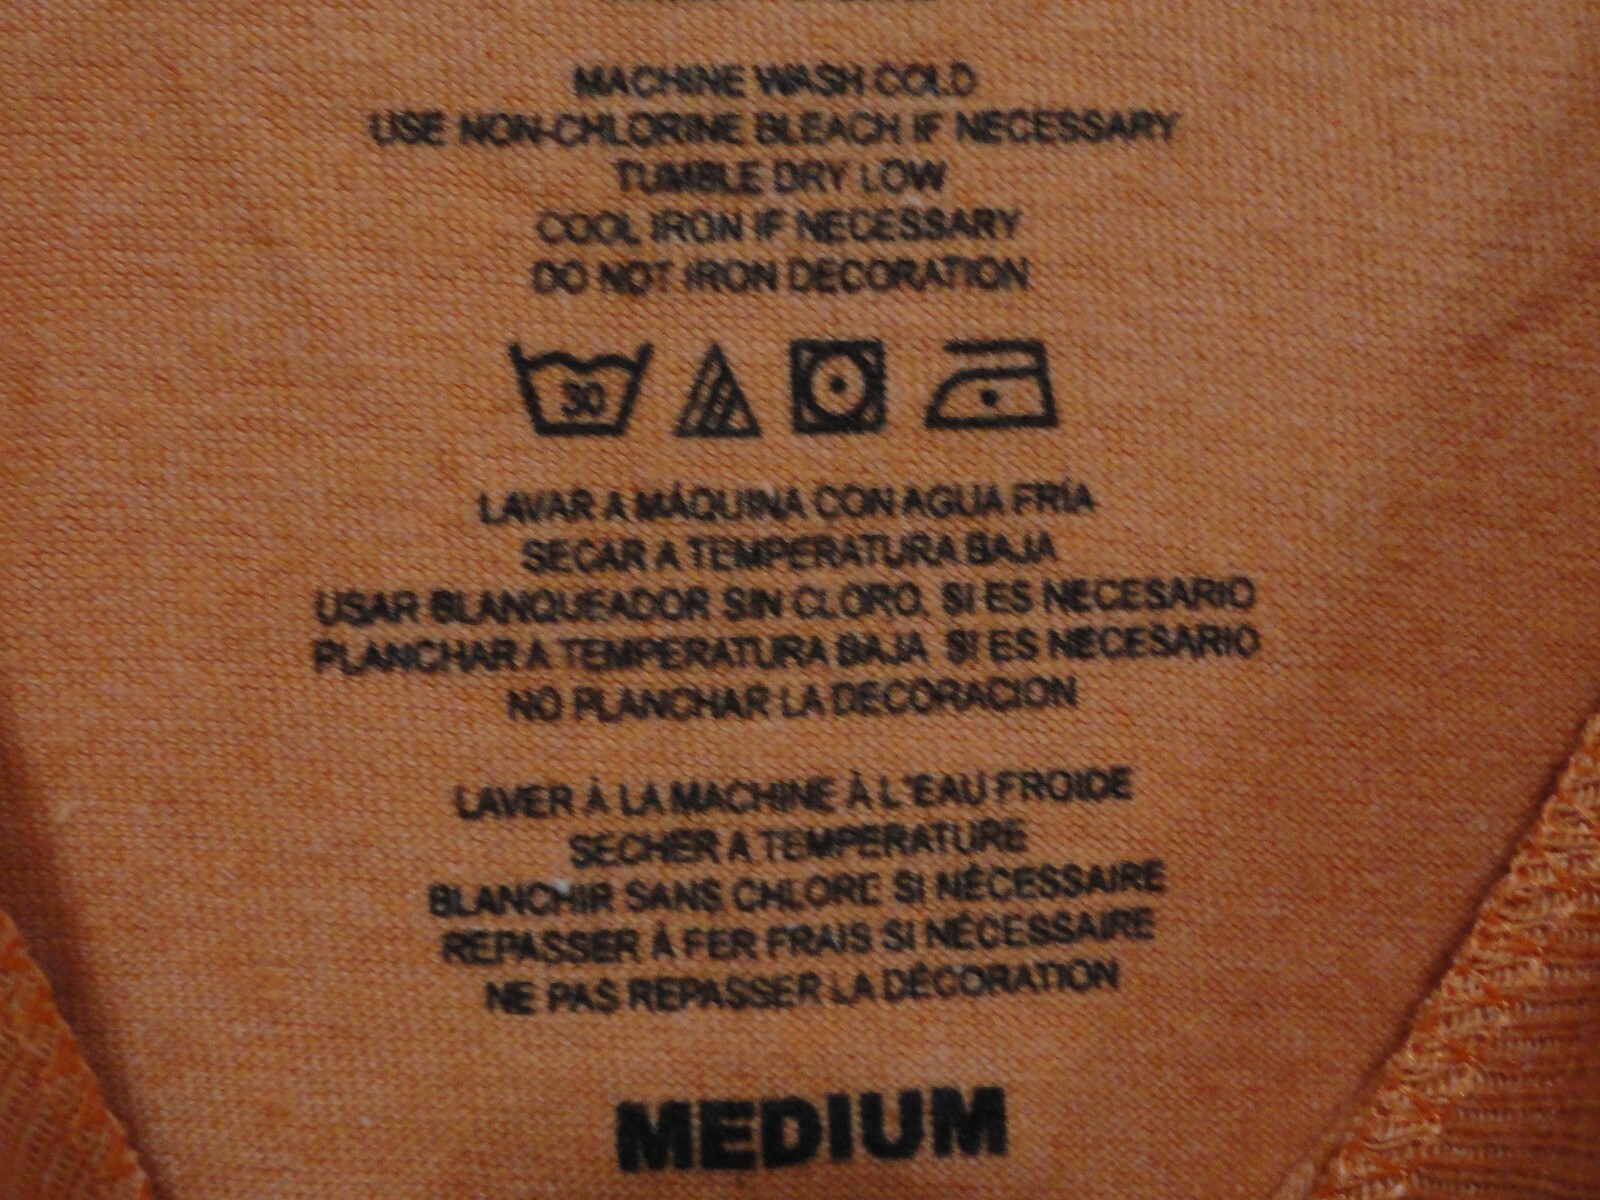 MACHINE WASH COLD
USE NON-CHLORINE BLEACH IF NECESSARY
TUMBLE DRY LOW
COOL IRON IF NECESSARY
DO NOT IRON DECORATION
30
LAVAR A MÁQUINA CON AGUA FRÍA
SECAR A TEMPERATURA BAJA
USAR BLANQUEADOR SIN CLORO, SI ES NECESARIO
PLANCHAR A TEMPERATURA BAJA SI ES NECESARIO
NO PLANCHAR LA DECORACION
LAVER À LA MACHINE À L'EAU FROIDE
SECHER A TEMPERATURE
BLANCHIR SANS CHLORE SI NÉCESSAIRE
REPASSER À FER FRAIS SI NÉCESSAIRE
NE PAS REPASSER LA DÉCORATION
MEDIUM